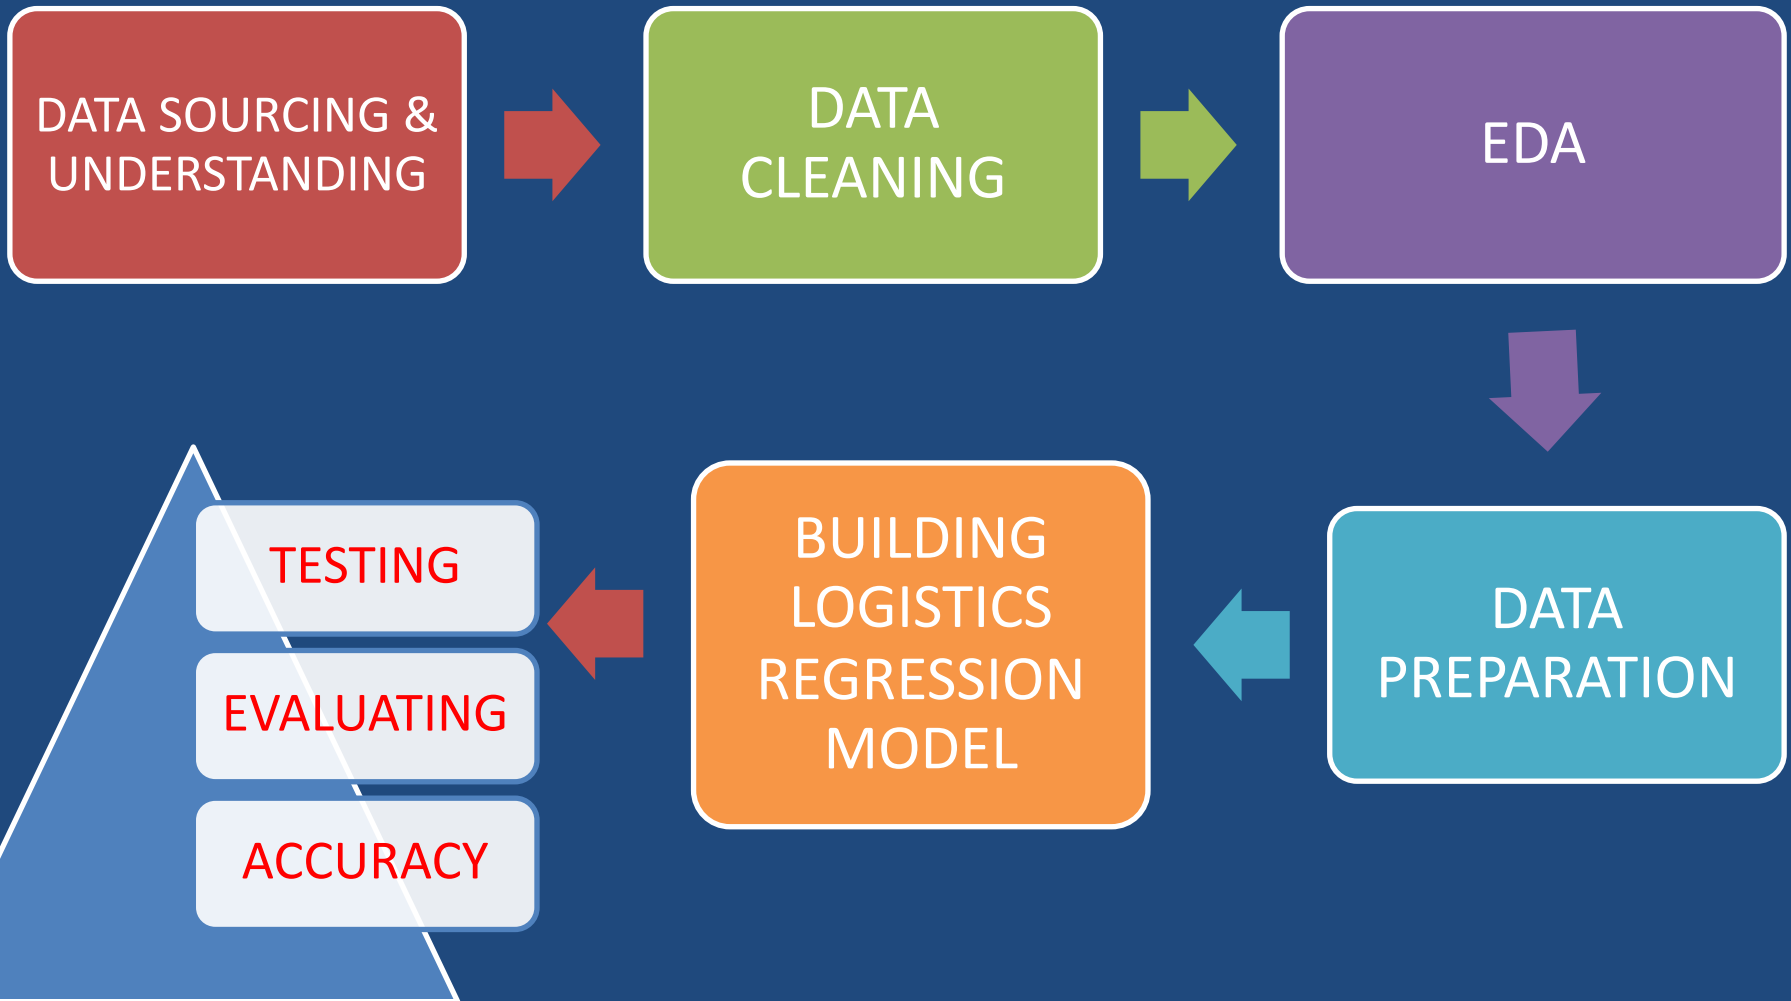 DATA SOURCING &
UNDERSTANDING
DATA
CLEANING
EDA
DATA
PREPARATION
BUILDING
LOGISTICS
REGRESSION
MODEL
TESTING
EVALUATING
ACCURACY